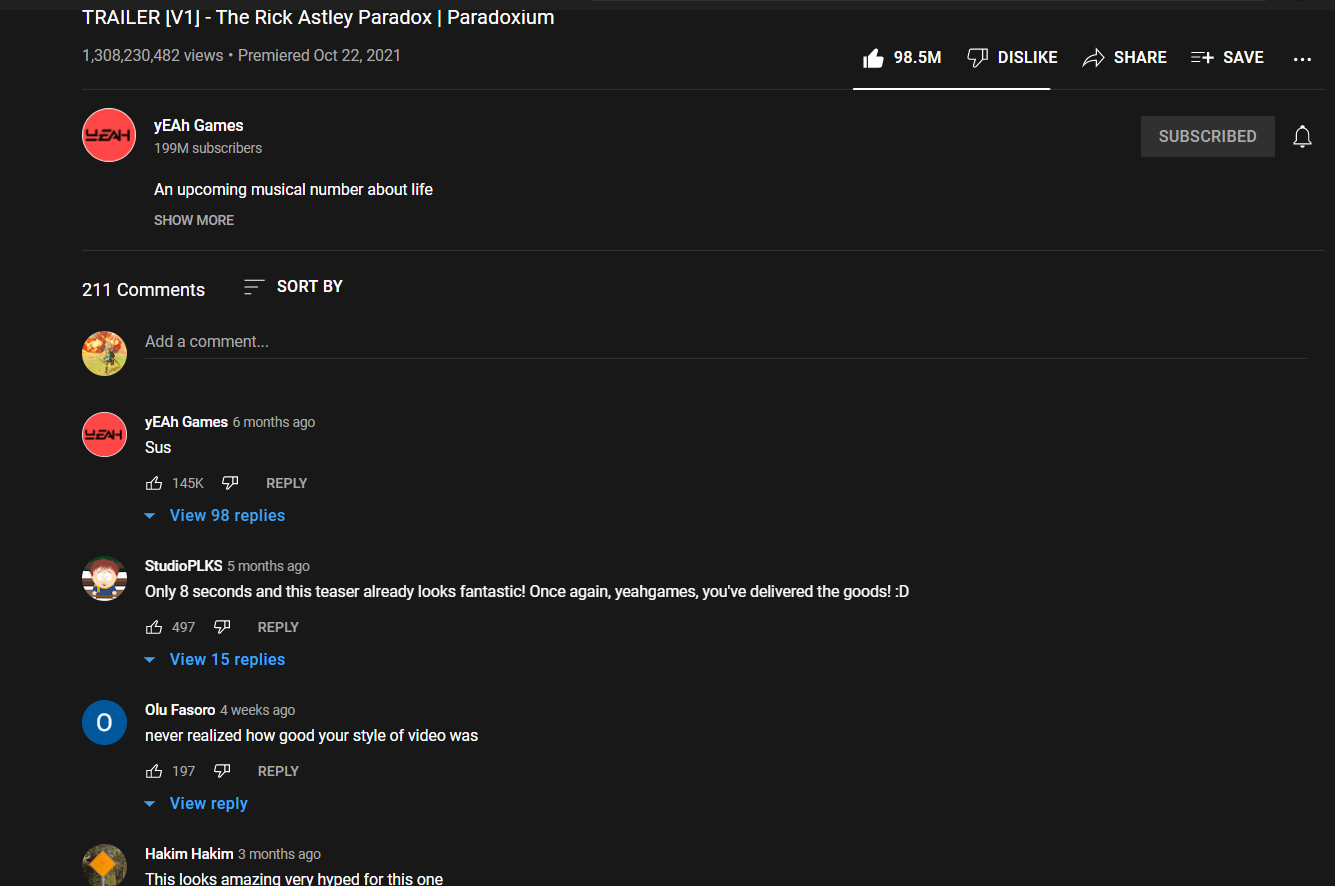 TRAILER [V1] - The Rick Astley Paradox | Paradoxium
1,308,230,482 views • Premiered Oct 22, 2021
98.5M DISLIKE SHARE SAVE
YEAH
yEAh Games
199M subscribers
SUBSCRIBED
An upcoming musical number about life
SHOW MORE
211 Comments SORT BY
Add a comment...
YEAH
yEAh Games 6 months ago
Sus
145K REPLY
View 98 replies
StudioPLKS 5 months ago
Only 8 seconds and this teaser already looks fantastic! Once again, yeahgames, you've delivered the goods! :D
497 REPLY
View 15 replies
O
Olu Fasoro 4 weeks ago
never realized how good your style of video was
197 REPLY
View reply
Hakim Hakim 3 months ago
This looks amazing very hyped for this one